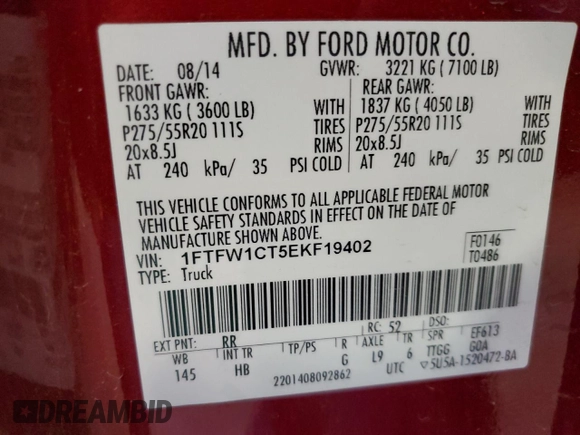 MFD. BY FORD MOTOR CO.
DATE: 08/14 GVWR: 3221 KG ( 7100 LB)
FRONT GAWR: REAR GAWR:
1633 KG ( 3600 LB) WITH 1837 KG ( 4050 LB) WITH
P275/55R20 111S TIRES P275/55R20 111S TIRES
20x8.5J RIMS 20x8.5J RIMS
AT 240 kPa/ 35 PSI COLD AT 240 kPa/ 35 PSI COLD
THIS VEHICLE CONFORMS TO ALL APPLICABLE FEDERAL MOTOR
VEHICLE SAFETY STANDARDS IN EFFECT ON THE DATE OF
MANUFACTURE SHOWN ABOVE.
VIN: 1FTFW1CT5EKF19402 F0146
TYPE: Truck T0486
EXT PNT: RR RC: 52 DSO: EF613
WB INT TR TP/PS R AXLE TR SPR G0A
145 HB G L9 6 TTGG
2201408092862 UTC ▽5U5A-1520472-BA
DREAMBID